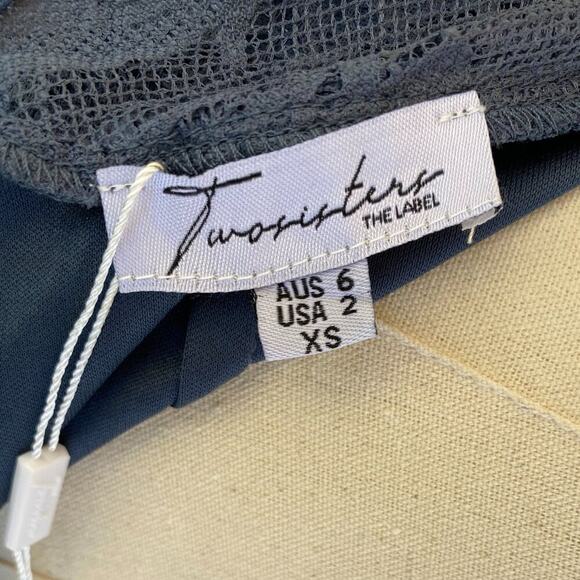 Twosisters
THE LABEL
AUS 6
USA 2
XS